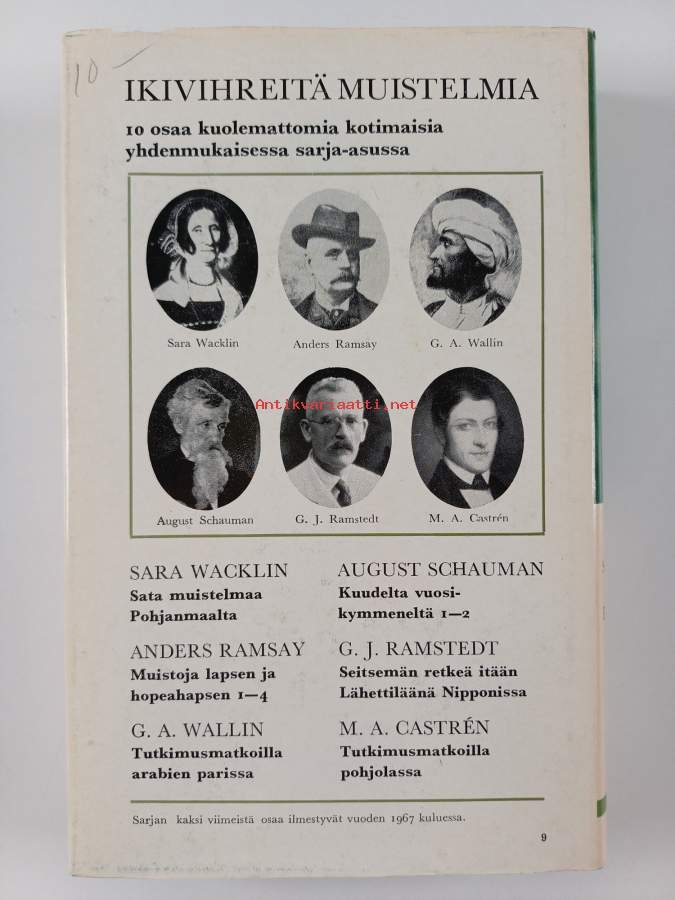 10 —
IKIVIHREITÄ MUISTELMIA
10 osaa kuolemattomia kotimaisia
yhdenmukaisessa sarja-asussa
Sara Wacklin
Anders Ramsay
G. A. Wallin
Antikvariaatti.net
August Schauman
G. J. Ramstedt
M. A. Castrén
SARA WACKLIN
Sata muistelmaa
Pohjanmaalta
AUGUST SCHAUMAN
Kuudelta vuosi-
kymmeneltä 1—2
ANDERS RAMSAY
Muistoja lapsen ja
hopeahapsen 1—4
G. J. RAMSTEDT
Seitsemän retkeä itään
Lähettiläänä Nipponissa
G. A. WALLIN
Tutkimusmatkoilla
arabien parissa
M. A. CASTRÉN
Tutkimusmatkoilla
pohjolassa
Sarjan kaksi viimeistä osaa ilmestyvät vuoden 1967 kuluessa.
9